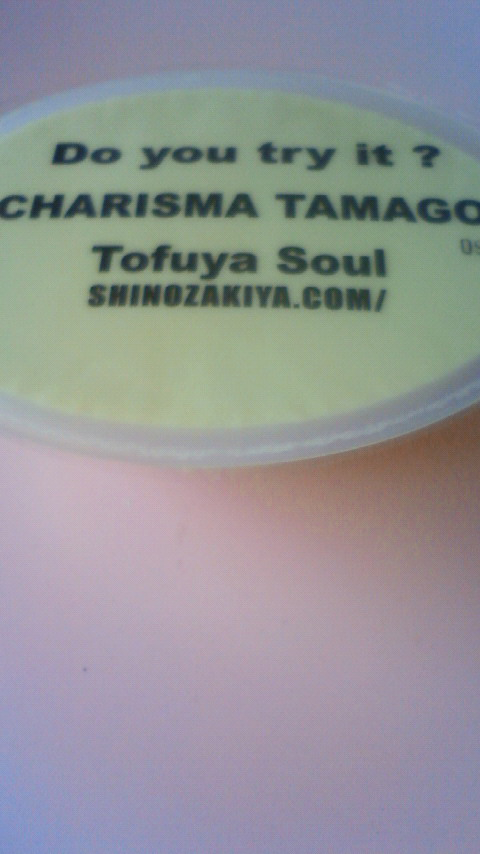 Do you try it ?
CHARISMA TAMAGO
Tofuya Soul
SHINOZAKIYA.COM/